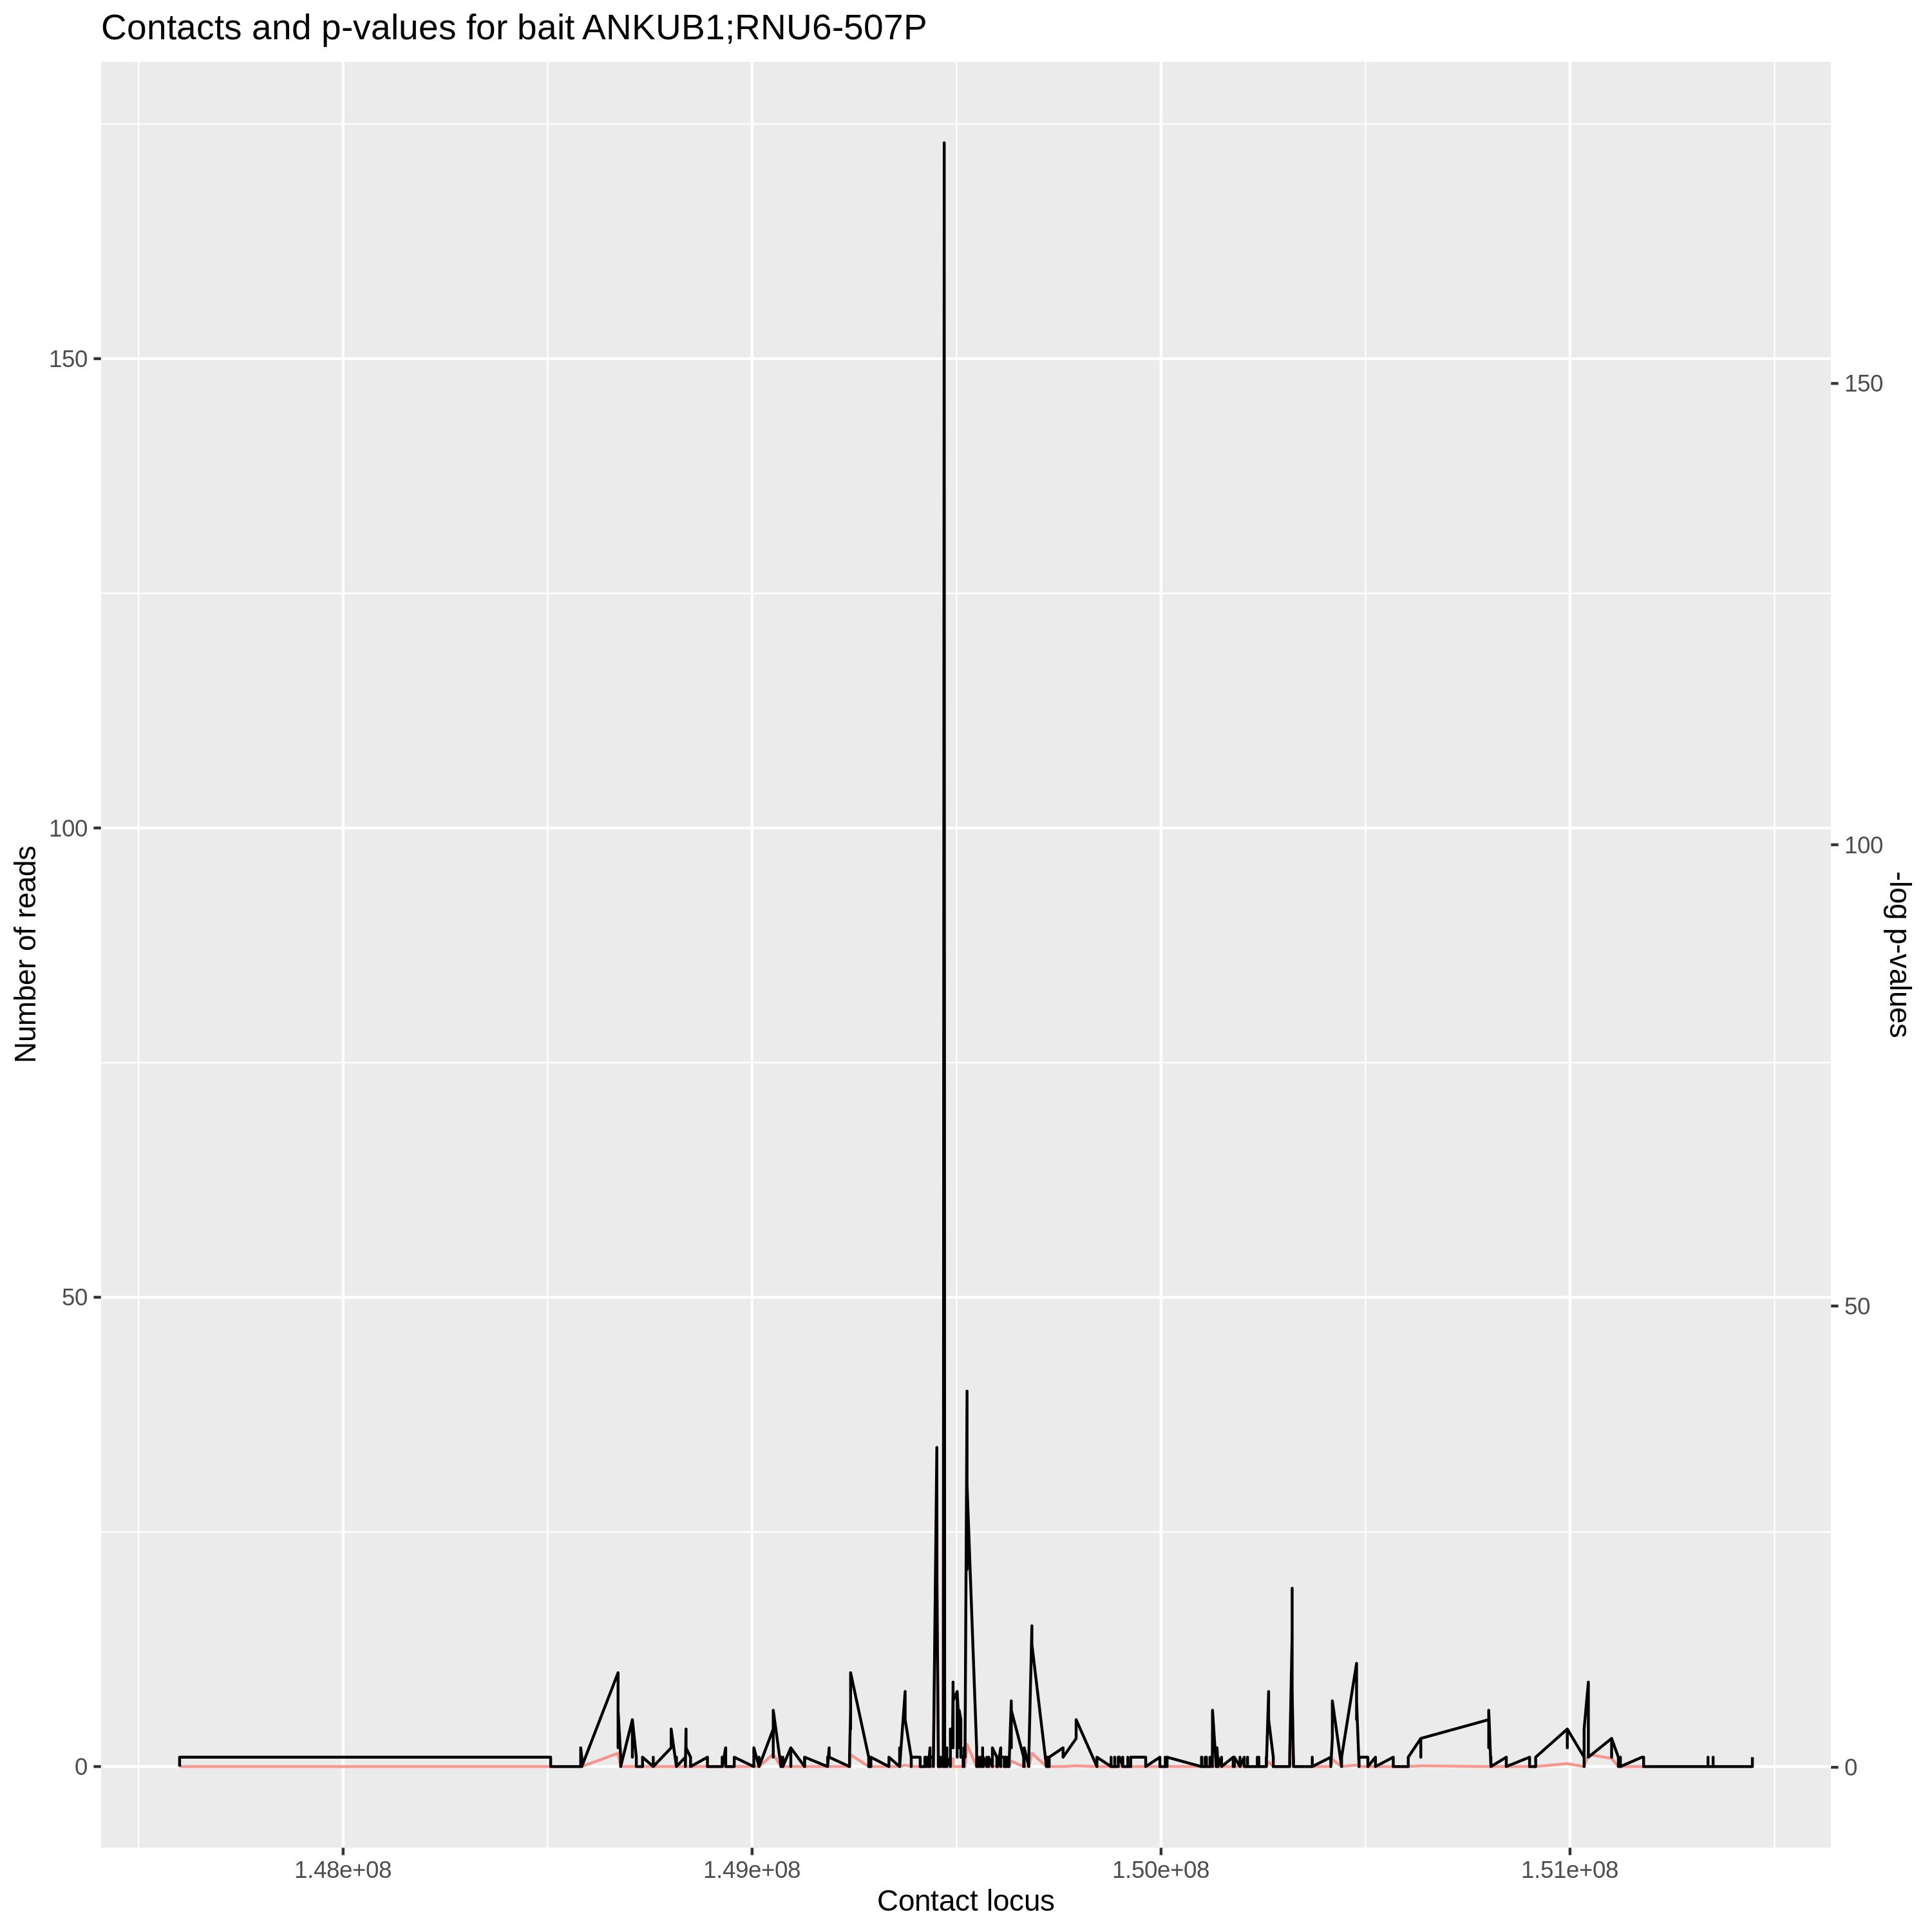 Contacts and p-values for bait ANKUB1;RNU6-507P
Number of reads
150
100
50
0
150
100
50
0
-log p-values
1.48e+08 1.49e+08 1.50e+08 1.51e+08
Contact locus